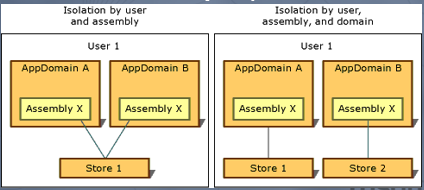 Isolation by user
and assembly
User 1
AppDomain A
AppDomain B
Assembly X
Assembly X
Store 1
Isolation by user,
assembly, and domain
User 1
AppDomain A
AppDomain B
Assembly X
Assembly X
Store 1
Store 2